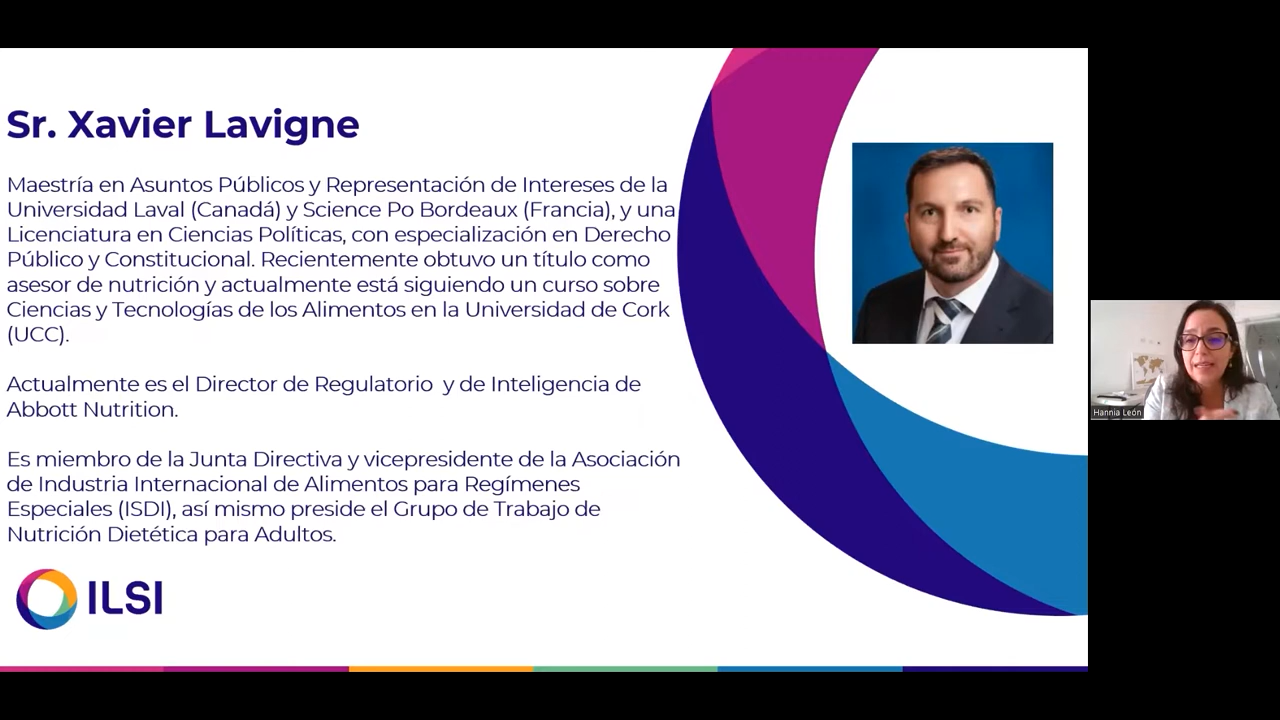 Sr. Xavier Lavigne
Maestría en Asuntos Públicos y Representación de Intereses de la
Universidad Laval (Canadá) y Science Po Bordeaux (Francia), y una
Licenciatura en Ciencias Políticas, con especialización en Derecho
Público y Constitucional. Recientemente obtuvo un título como
asesor de nutrición y actualmente está siguiendo un curso sobre
Ciencias y Tecnologías de los Alimentos en la Universidad de Cork
(UCC).
Actualmente es el Director de Regulatorio y de Inteligencia de
Abbott Nutrition.
Es miembro de la Junta Directiva y vicepresidente de la Asociación
de Industria Internacional de Alimentos para Regímenes
Especiales (ISDI), así mismo preside el Grupo de Trabajo de
Nutrición Dietética para Adultos.
ILSI
Hannia León